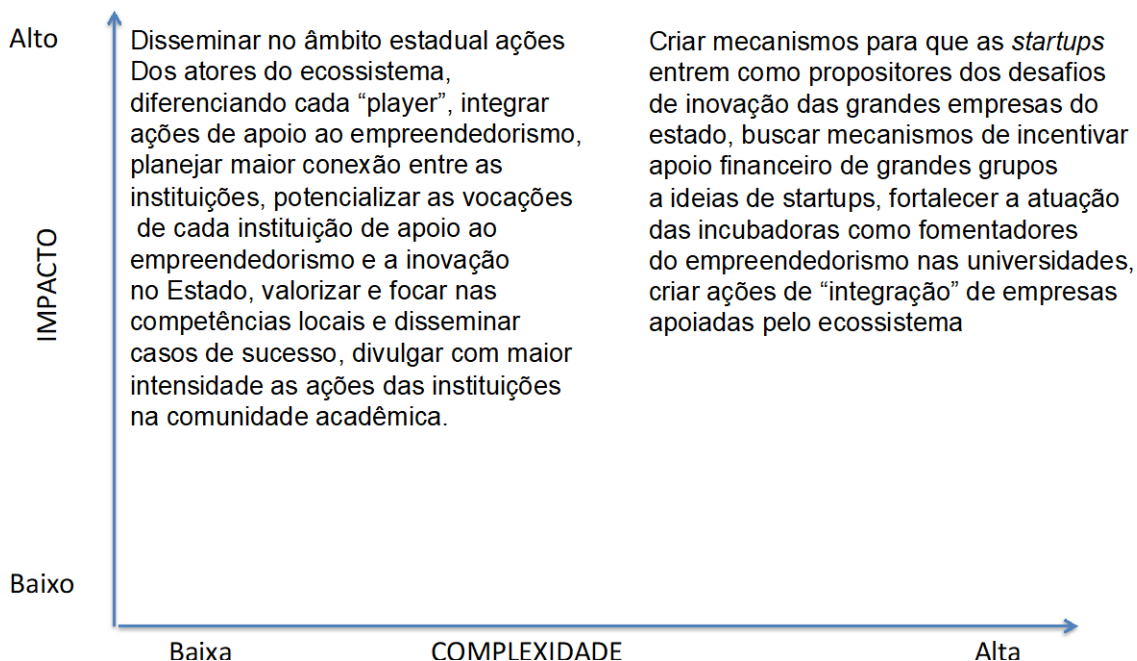 Alto
Disseminar no âmbito estadual ações
Dos atores do ecossistema,
diferenciando cada “player”, integrar
ações de apoio ao empreendedorismo,
planejar maior conexão entre as
instituições, potencializar as vocações
de cada instituição de apoio ao
empreendedorismo e a inovação
no Estado, valorizar e focar nas
competências locais e disseminar
casos de sucesso, divulgar com maior
intensidade as ações das instituições
na comunidade acadêmica.
Criar mecanismos para que as startups
entrem como propositores dos desafios
de inovação das grandes empresas do
estado, buscar mecanismos de incentivar
apoio financeiro de grandes grupos
a ideias de startups, fortalecer a atuação
das incubadoras como fomentadores
do empreendedorismo nas universidades,
criar ações de “integração” de empresas
apoiadas pelo ecossistema
IMPACTO
Baixo
Baixa
COMPLEXIDADE
Alta